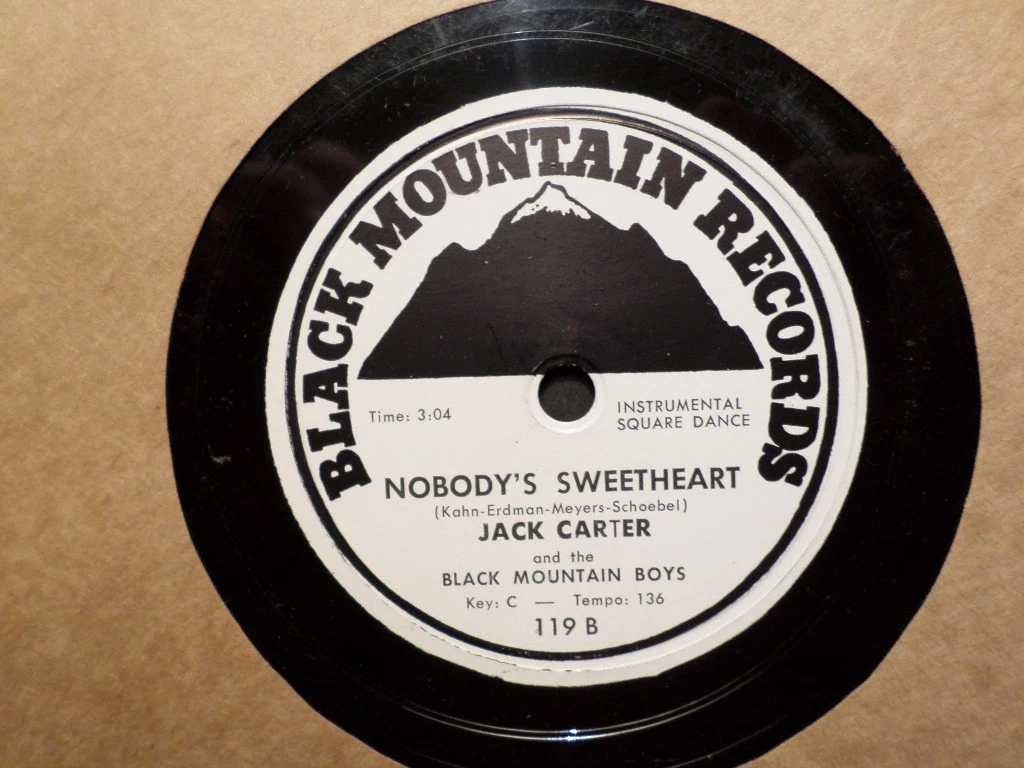 BLACK MOUNTAIN RECORDS
Time: 3:04
INSTRUMENTAL
SQUARE DANCE
NOBODY'S SWEETHEART
(Kahn-Erdman-Meyers-Schoebel)
JACK CARTER
and the
BLACK MOUNTAIN BOYS
Key: C — Tempo: 136
119 B